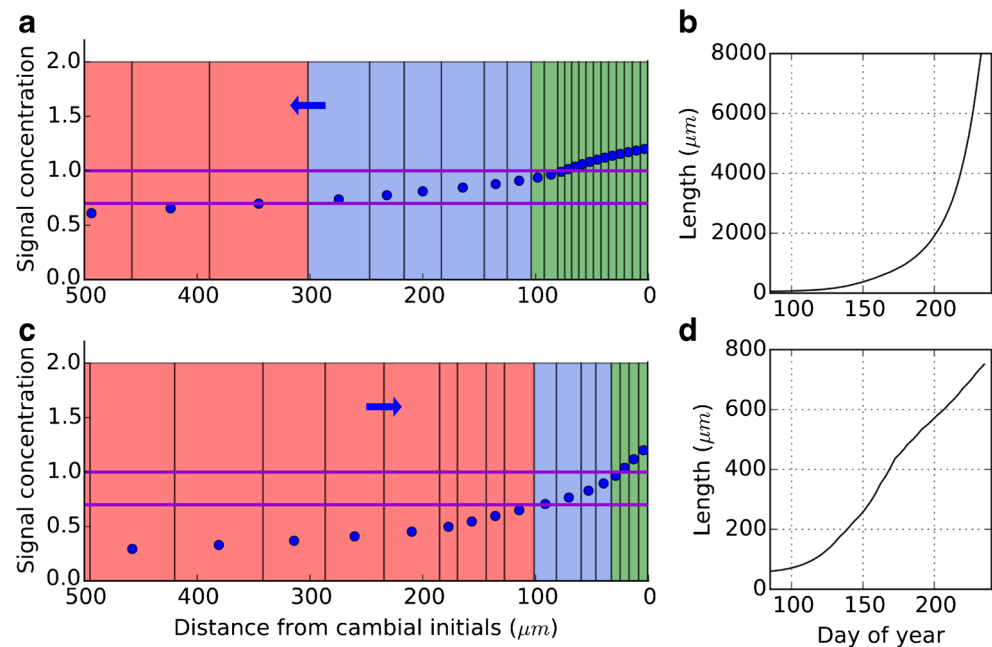 a
Signal concentration
2.0
1.5
1.0
0.5
0.0
500 400 300 200 100 0
b
Length (μm)
8000
6000
4000
2000
0
100 150 200
c
Signal concentration
2.0
1.5
1.0
0.5
0.0
500 400 300 200 100 0
Distance from cambial initials (μm)
d
Length (μm)
800
600
400
200
0
100 150 200
Day of year